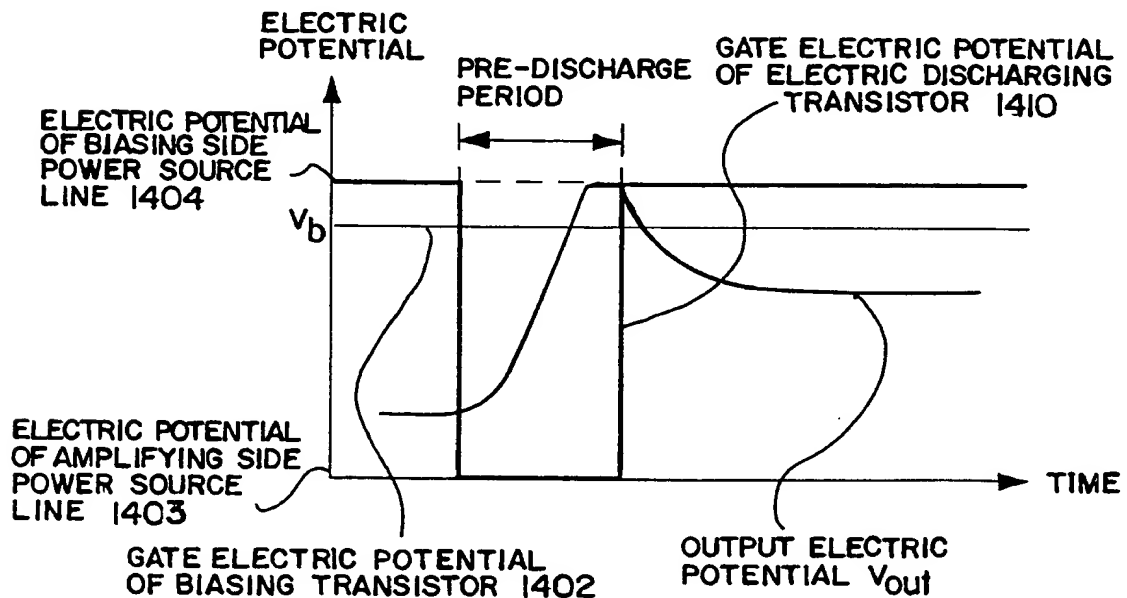 ELECTRIC
POTENTIAL
PRE-DISCHARGE
PERIOD
GATE ELECTRIC POTENTIAL
OF ELECTRIC DISCHARGING
TRANSISTOR 1410
ELECTRIC POTENTIAL
OF BIASING SIDE
POWER SOURCE
LINE 1404
Vb
ELECTRIC POTENTIAL
OF AMPLIFYING SIDE
POWER SOURCE
LINE 1403
TIME
GATE ELECTRIC POTENTIAL
OF BIASING TRANSISTOR 1402
OUTPUT ELECTRIC
POTENTIAL Vout